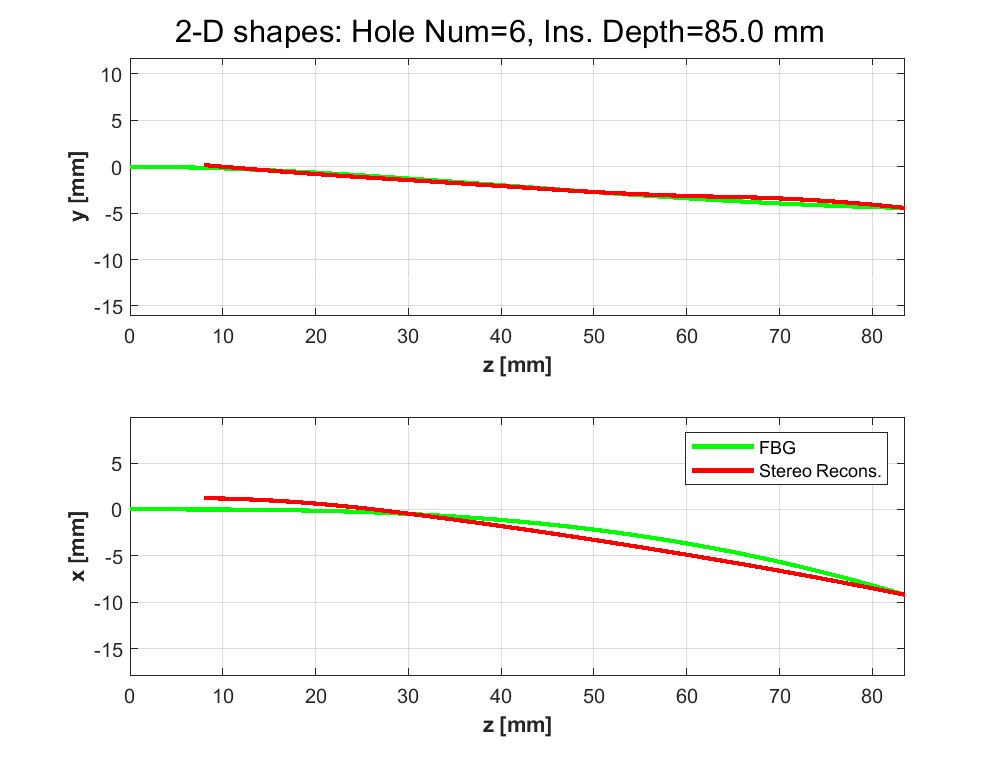 2-D shapes: Hole Num=6, Ins. Depth=85.0 mm
10
5
0
-5
-10
-15
y [mm]
0 10 20 30 40 50 60 70 80
z [mm]
FBG
Stereo Recons.
5
0
-5
-10
-15
x [mm]
0 10 20 30 40 50 60 70 80
z [mm]